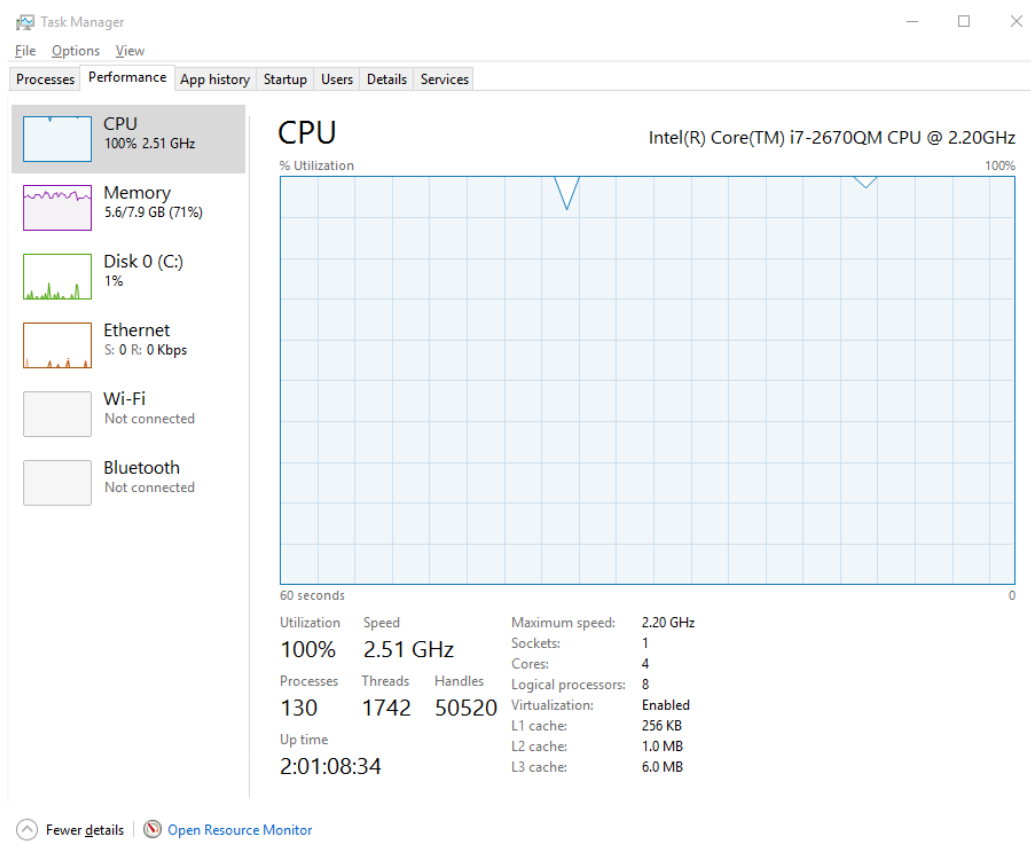 Task Manager
File Options View
Processes Performance App history Startup Users Details Services
CPU
100% 2.51 GHz
Memory
5.6/7.9 GB (71%)
Disk 0 (C:)
1%
Ethernet
S: 0 R: 0 Kbps
Wi-Fi
Not connected
Bluetooth
Not connected
CPU Intel(R) Core(TM) i7-2670QM CPU @ 2.20GHz
% Utilization 100%
60 seconds 0
Utilization Speed
100% 2.51 GHz
Processes Threads Handles
130 1742 50520
Up time
2:01:08:34
Maximum speed: 2.20 GHz
Sockets: 1
Cores: 4
Logical processors: 8
Virtualization: Enabled
L1 cache: 256 KB
L2 cache: 1.0 MB
L3 cache: 6.0 MB
Fewer details Open Resource Monitor